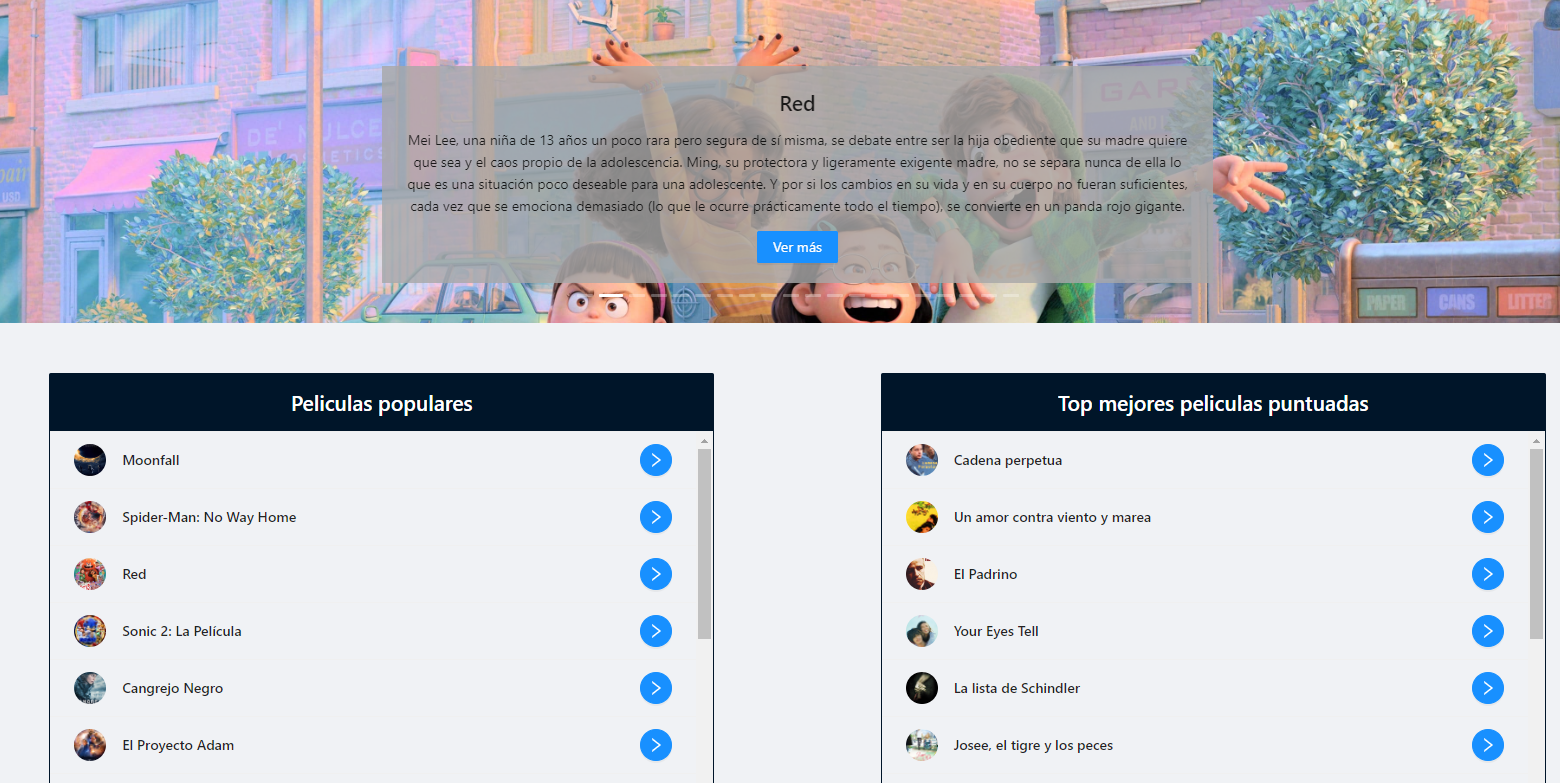 DE' MULCE
GAR
Red
Mei Lee, una niña de 13 años un poco rara pero segura de sí misma, se debate entre ser la hija obediente que su madre quiere
que sea y el caos propio de la adolescencia. Ming, su protectora y ligeramente exigente madre, no se separa nunca de ella lo
que es una situación poco deseable para una adolescente. Y por si los cambios en su vida y en su cuerpo no fueran suficientes,
cada vez que se emociona demasiado (lo que le ocurre prácticamente todo el tiempo), se convierte en un panda rojo gigante.
Ver más
USD
PAPER
CANS
LITTER
Peliculas populares
Moonfall
Spider-Man: No Way Home
Red
Sonic 2: La Película
Cangrejo Negro
El Proyecto Adam
Top mejores peliculas puntuadas
Cadena perpetua
Un amor contra viento y marea
El Padrino
Your Eyes Tell
La lista de Schindler
Josee, el tigre y los peces